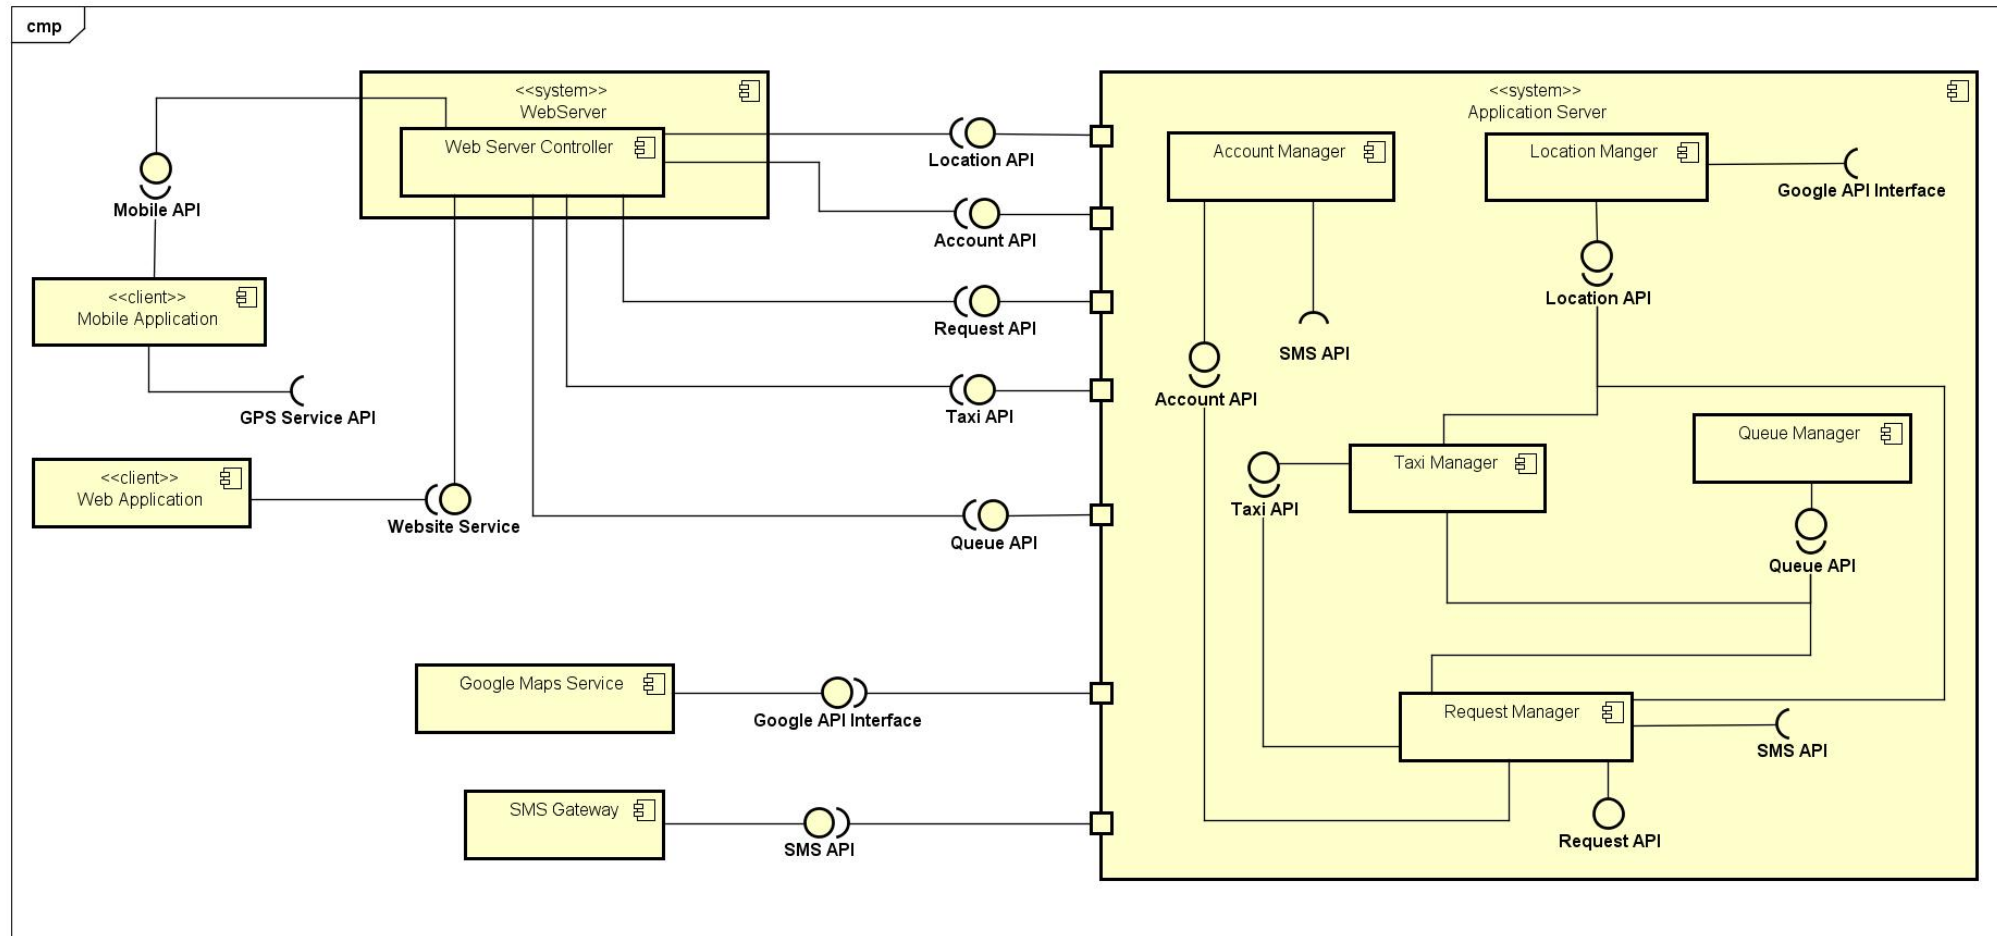 cmp
<<system>>
WebServer
Web Server Controller
Mobile API
<<client>>
Mobile Application
GPS Service API
<<client>>
Web Application
Website Service
Location API
Account API
Request API
Taxi API
Queue API
Google Maps Service
Google API Interface
SMS Gateway
SMS API
<<system>>
Application Server
Account Manager
Location Manger
Google API Interface
Location API
SMS API
Account API
Queue Manager
Taxi Manager
Taxi API
Queue API
Request Manager
SMS API
Request API